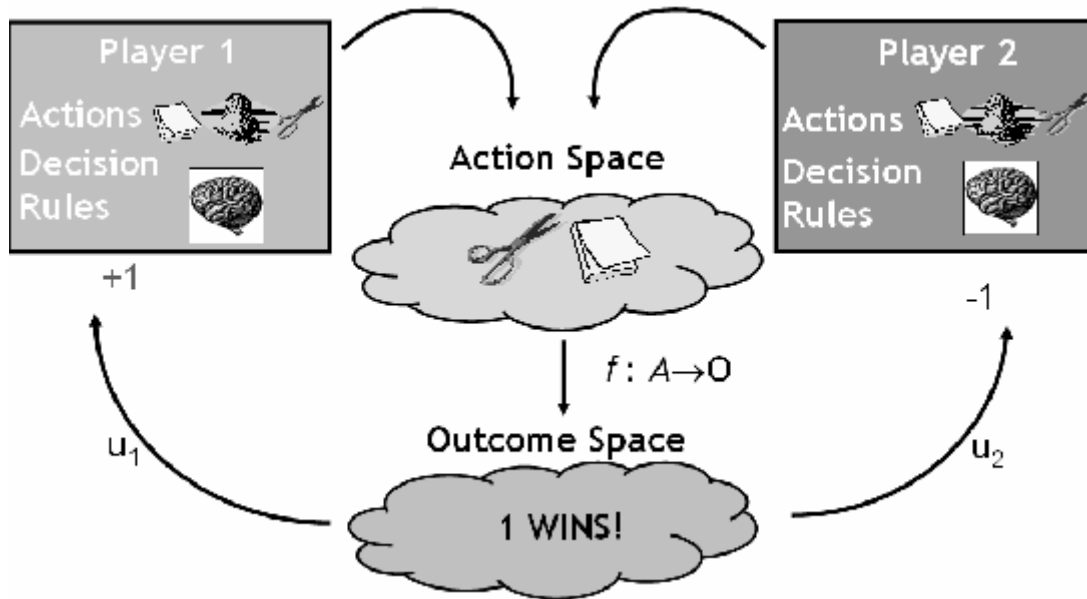 Player 1
Actions
Decision
Rules
Player 2
Actions
Decision
Rules
Action Space
+1
-1
f : A→O
u₁
u₂
Outcome Space
1 WINS!